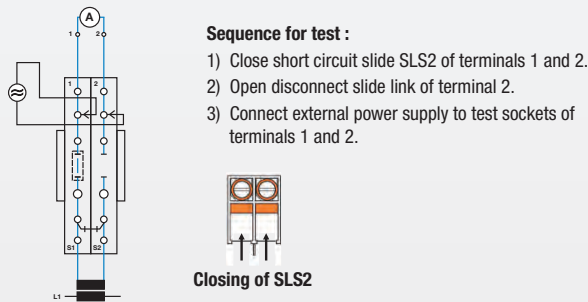 A
1
2
1
2
S1
S2
L1
Sequence for test :
1) Close short circuit slide SLS2 of terminals 1 and 2.
2) Open disconnect slide link of terminal 2.
3) Connect external power supply to test sockets of
terminals 1 and 2.
Closing of SLS2